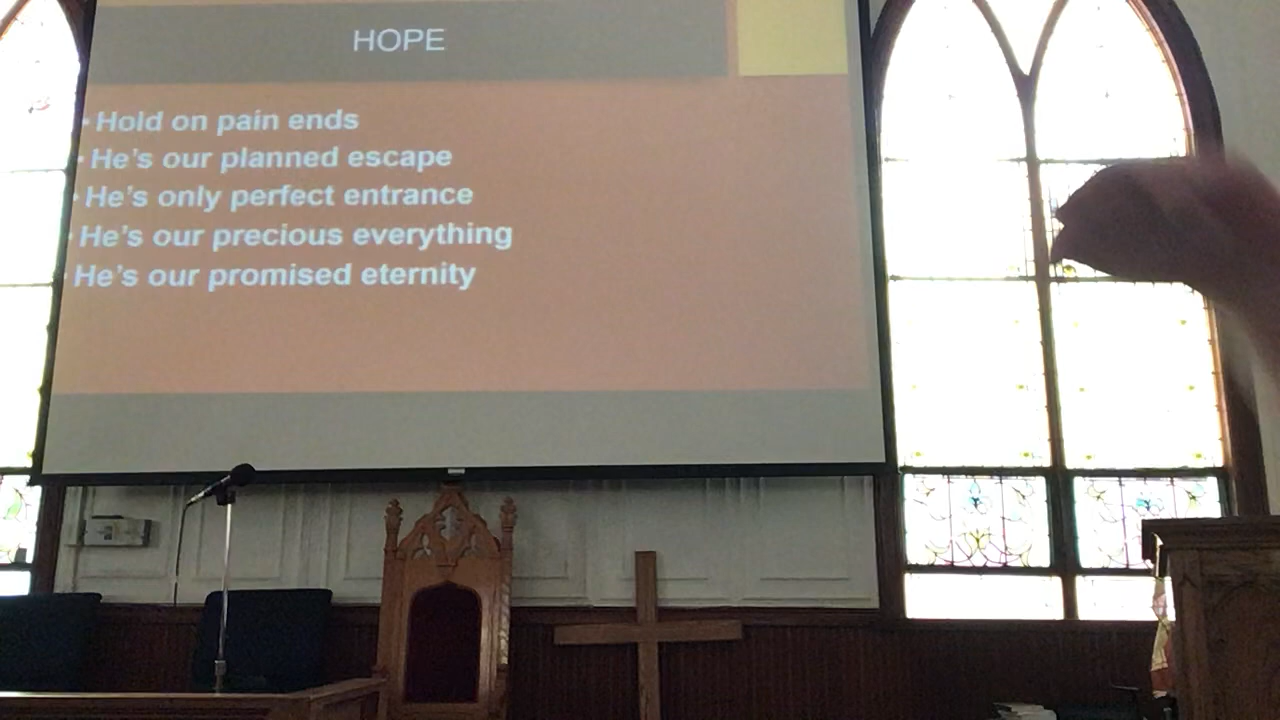 HOPE
• Hold on pain ends
• He's our planned escape
• He's only perfect entrance
• He's our precious everything
• He's our promised eternity